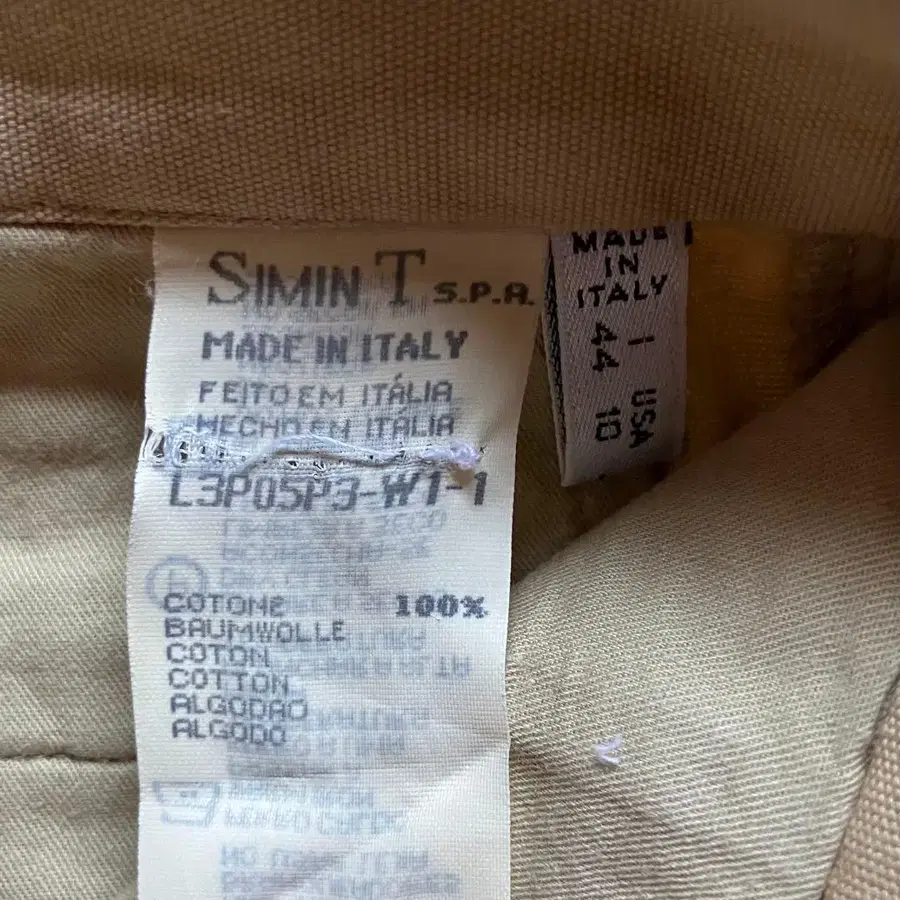 SIMIN T S.P.A.
MADE IN ITALY
FEITO EM ITÁLIA
HECHO EN ITÁLIA
L3P05P3-W1-1
COTONE 100%
BAUMWOLLE
COTON
COTTON
ALGODAO
ALGODO
MADE
IN
ITALY
I USA
44 10